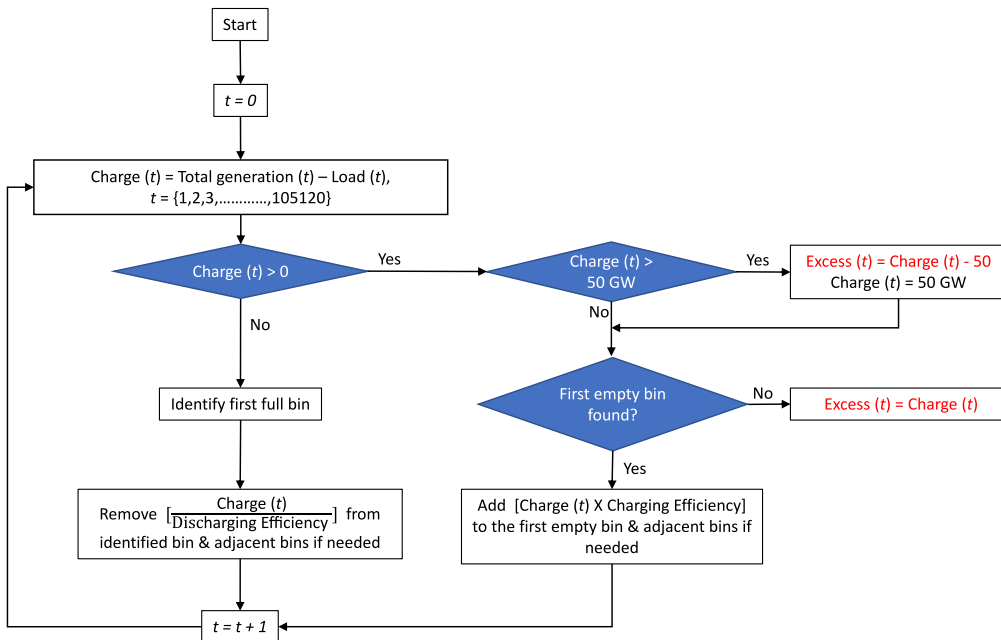 Start
t = 0
Charge (t) = Total generation (t) – Load (t),
t = {1,2,3,…………,105120}
Charge (t) > 0
Yes
Charge (t) >
50 GW
Yes
Excess (t) = Charge (t) - 50
Charge (t) = 50 GW
No
No
Identify first full bin
First empty bin
found?
No
Excess (t) = Charge (t)
Yes
Remove [Charge (t) / Discharging Efficiency] from
identified bin & adjacent bins if needed
Add [Charge (t) X Charging Efficiency]
to the first empty bin & adjacent bins if
needed
t = t + 1